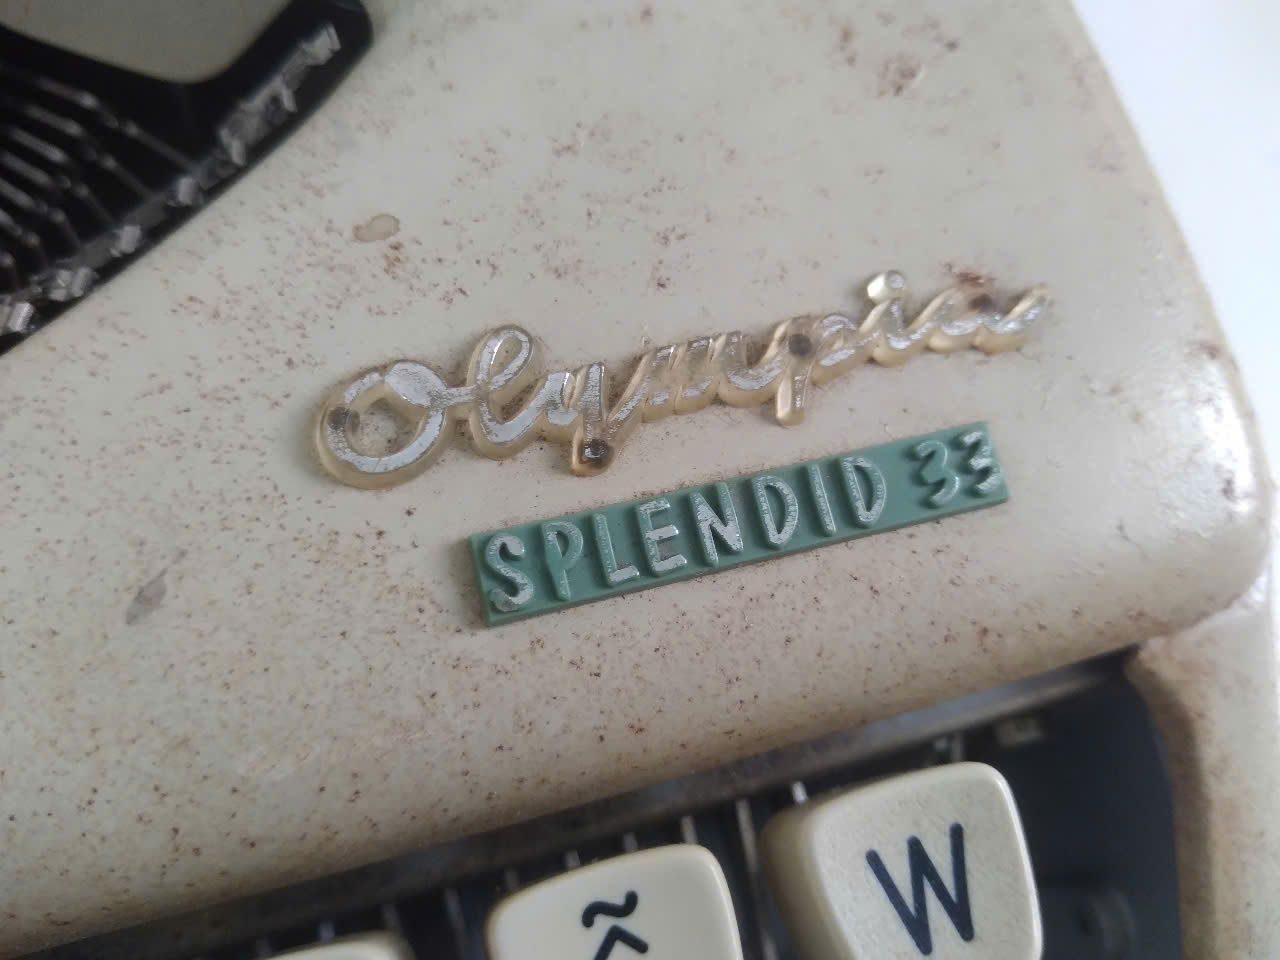 Olympia
SPLENDID 33
~ ^ W